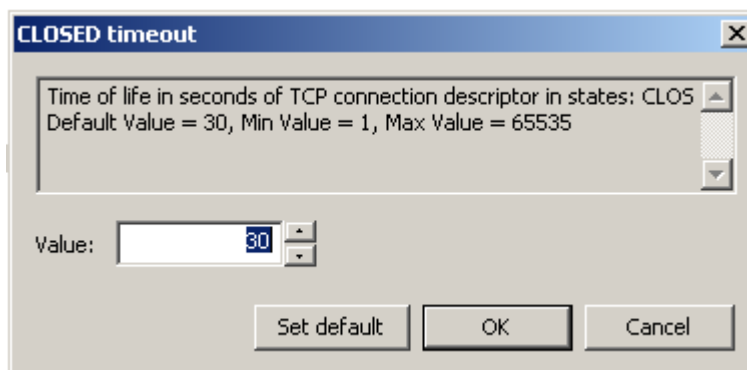 CLOSED timeout
Time of life in seconds of TCP connection descriptor in states: CLOS
Default Value = 30, Min Value = 1, Max Value = 65535
Value: 30
Set default OK Cancel